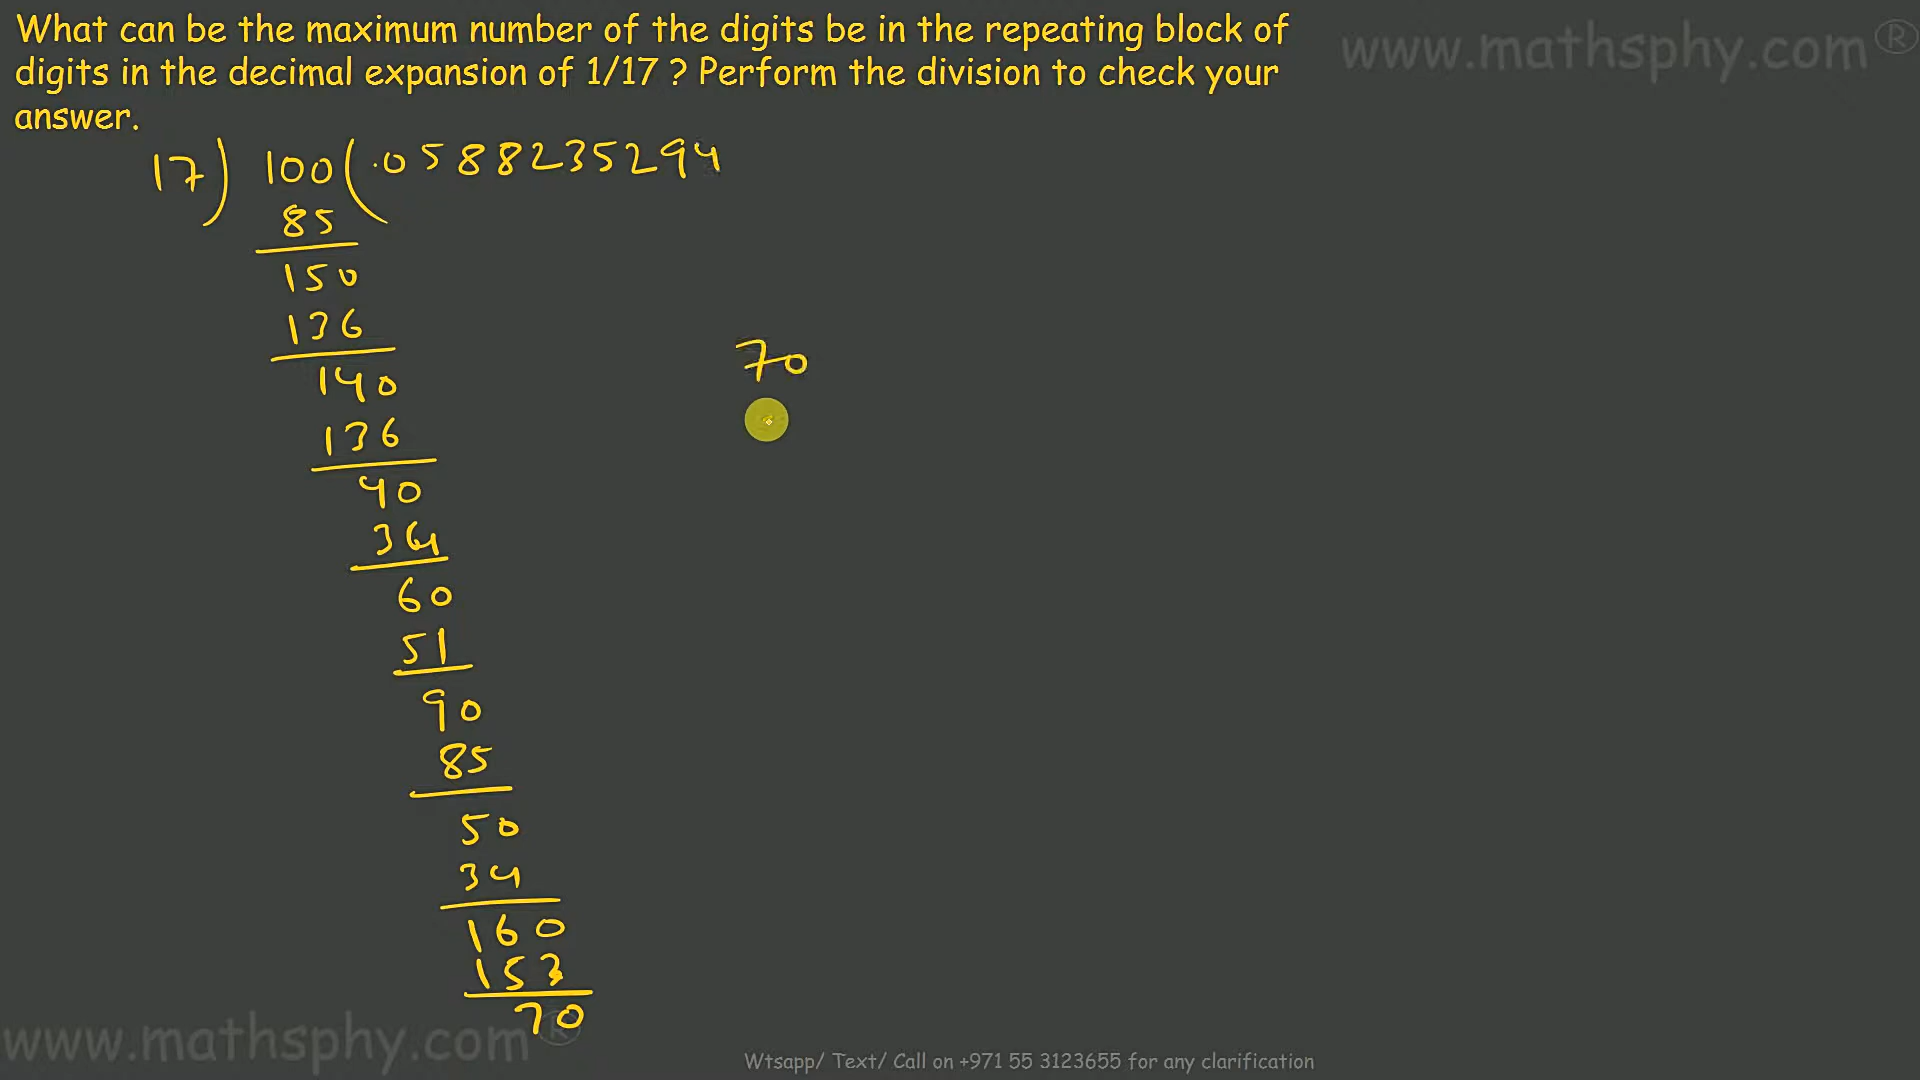 What can be the maximum number of the digits be in the repeating block of
digits in the decimal expansion of 1/17 ? Perform the division to check your
answer.
www.mathsphy.com®
17) 100 (.0588235294
85
150
136
140
136
40
34
60
51
90
85
50
34
160
153
70
70
www.mathsphy.com®
Wtsapp/ Text/ Call on +971 55 3123655 for any clarification